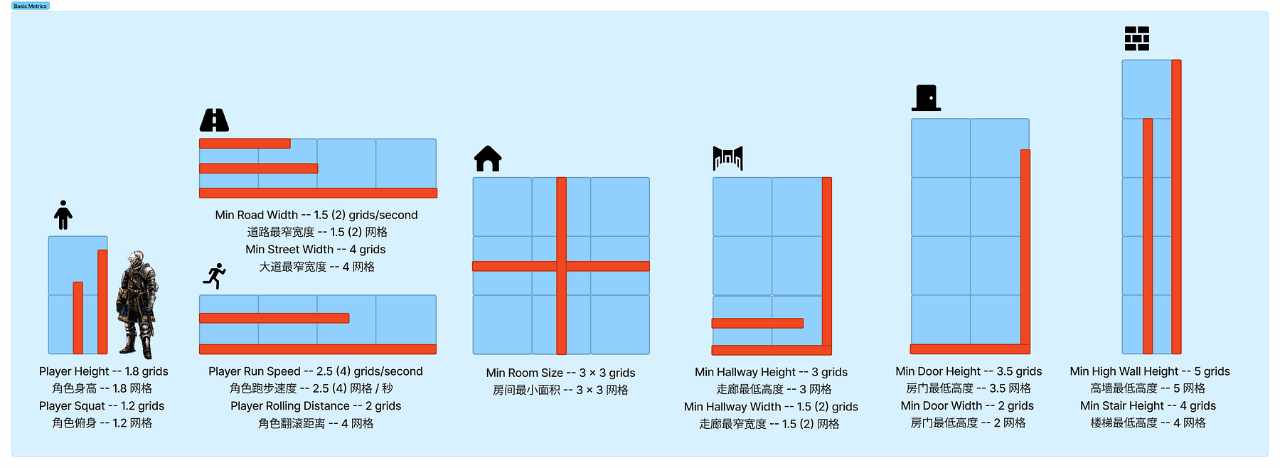 Basic Metrics
Player Height -- 1.8 grids
角色身高 -- 1.8 网格
Player Squat -- 1.2 grids
角色俯身 -- 1.2 网格
Min Road Width -- 1.5 (2) grids/second
道路最窄宽度 -- 1.5 (2) 网格
Min Street Width -- 4 grids
大道最窄宽度 -- 4 网格
Player Run Speed -- 2.5 (4) grids/second
角色跑步速度 -- 2.5 (4) 网格 / 秒
Player Rolling Distance -- 2 grids
角色翻滚距离 -- 4 网格
Min Room Size -- 3 × 3 grids
房间最小面积 -- 3 × 3 网格
Min Hallway Height -- 3 grids
走廊最低高度 -- 3 网格
Min Hallway Width -- 1.5 (2) grids
走廊最窄宽度 -- 1.5 (2) 网格
Min Door Height -- 3.5 grids
房门最低高度 -- 3.5 网格
Min Door Width -- 2 grids
房门最低高度 -- 2 网格
Min High Wall Height -- 5 grids
高墙最低高度 -- 5 网格
Min Stair Height -- 4 grids
楼梯最低高度 -- 4 网格